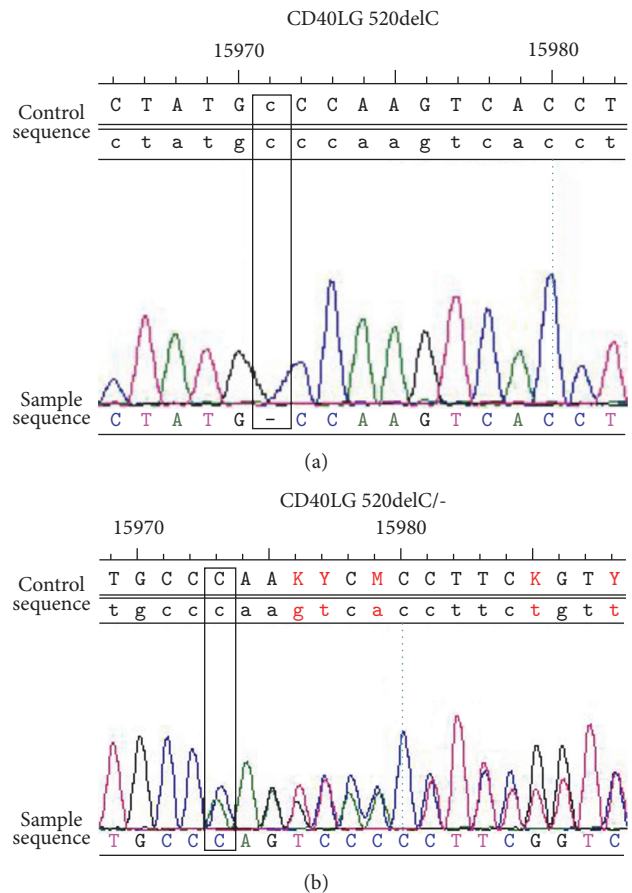 CD40LG 520delC
15970 15980
Control sequence
C T A T G c C C A A G T C A C C T
c t a t g c c c a a g t c a c c t
Sample sequence
C T A T G - C C A A G T C A C C T
(a)
CD40LG 520delC/-
15970 15980
Control sequence
T G C C C A A K Y C M C C T T C K G T Y
t g c c c a a g t c a c c t t c t g t t
Sample sequence
T G C C C A G T C C C C C T T C G G T C
(b)